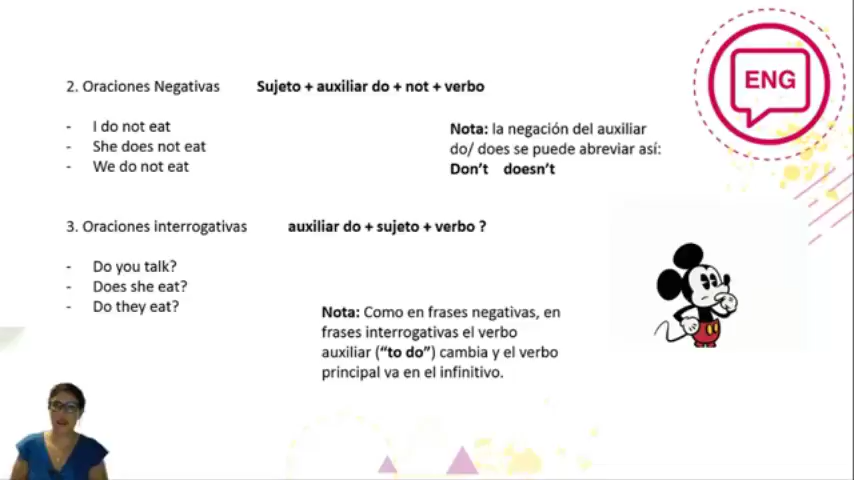 ENG
2. Oraciones Negativas Sujeto + auxiliar do + not + verbo
- I do not eat
- She does not eat
- We do not eat
Nota: la negación del auxiliar
do/ does se puede abreviar así:
Don't doesn't
3. Oraciones interrogativas auxiliar do + sujeto + verbo ?
- Do you talk?
- Does she eat?
- Do they eat?
Nota: Como en frases negativas, en
frases interrogativas el verbo
auxiliar (“to do”) cambia y el verbo
principal va en el infinitivo.